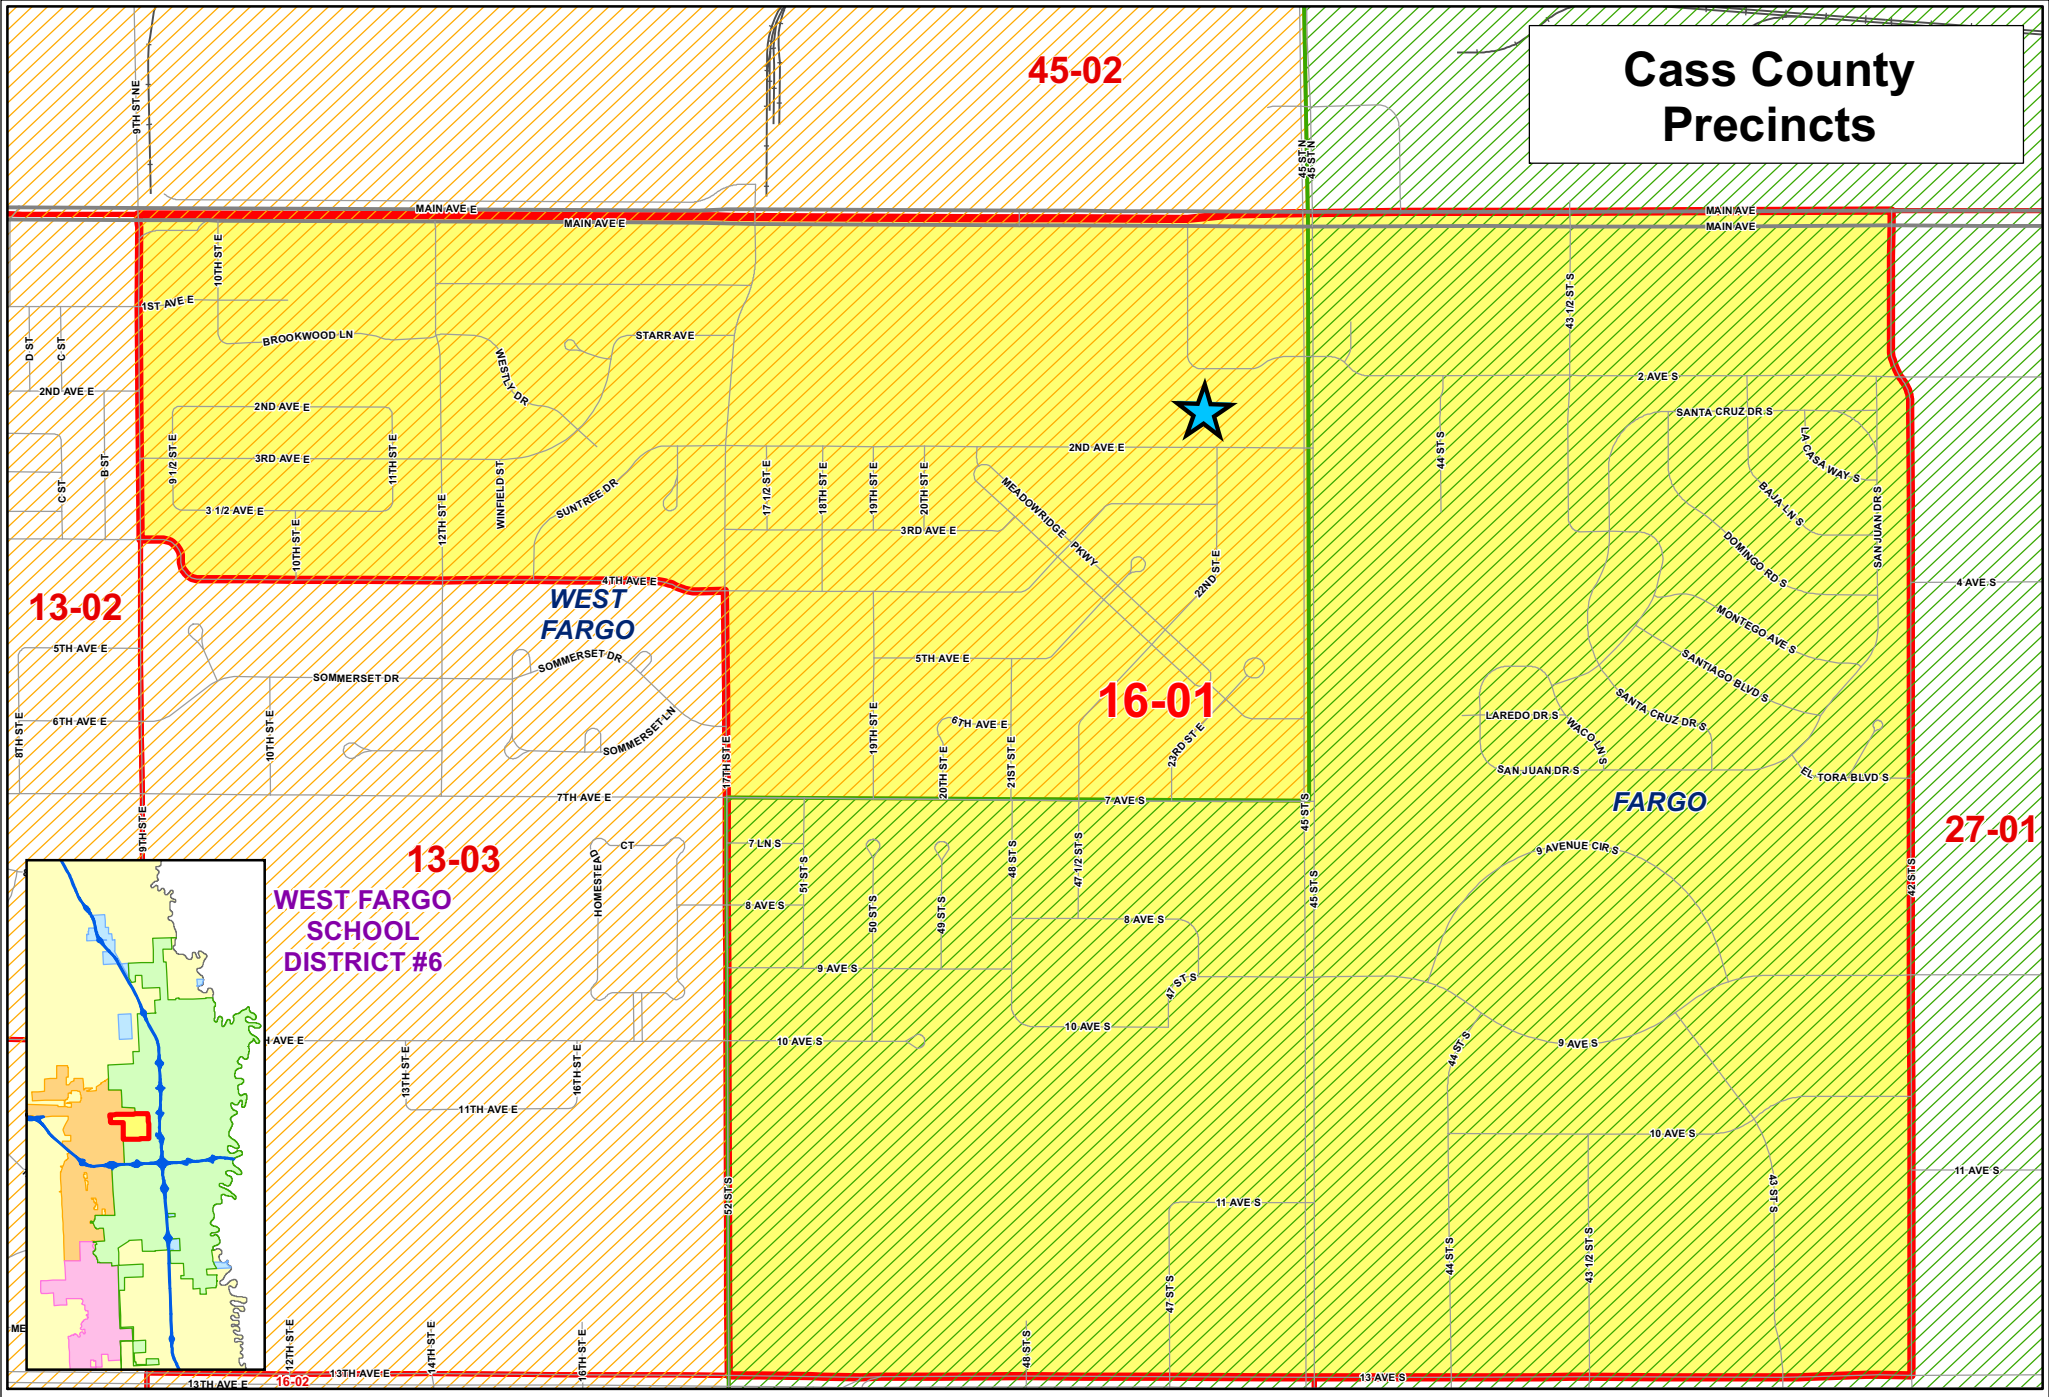 Cass County
Precincts
45-02
9TH ST NE
45 ST N
45 ST N
MAIN AVE E
MAIN AVE E
MAIN AVE
MAIN AVE
10TH ST E
1ST AVE E
BROOKWOOD LN
STARR AVE
43 1/2 ST S
D ST
C ST
WESTLY DR
2ND AVE E
2ND AVE E
2 AVE S
SANTA CRUZ DR S
9 1/2 ST E
11TH ST E
3RD AVE E
2ND AVE E
44 ST S
LA CASA WAY S
C ST
B ST
3 1/2 AVE E
12TH ST E
WINFIELD ST
SUNTREE DR
17 1/2 ST E
18TH ST E
19TH ST E
20TH ST E
MEADOWRIDGE PKWY
BAJA LN S
SAN JUAN DR S
10TH ST E
3RD AVE E
22ND ST E
DOMINGO RD S
4TH AVE E
4 AVE S
13-02
WEST
FARGO
MONTEGO AVE S
5TH AVE E
SOMMERSET DR
SOMMERSET DR
5TH AVE E
SANTIAGO BLVD S
16-01
SANTA CRUZ DR S
6TH AVE E
8TH ST E
10TH ST E
SOMMERSET LN
17TH ST E
19TH ST E
6TH AVE E
20TH ST E
21ST ST E
23RD ST E
LAREDO DR S
WACO LN S
SAN JUAN DR S
EL TORA BLVD S
7TH AVE E
7 AVE S
45 ST S
FARGO
9TH ST E
27-01
7 LN S
CT
HOMESTEAD
13-03
51 ST S
48 ST S
47 1/2 ST S
9 AVENUE CIR S
42 ST S
45 ST S
WEST FARGO
SCHOOL
DISTRICT #6
8 AVE S
50 ST S
49 ST S
8 AVE S
9 AVE S
47 ST S
10 AVE S
H AVE E
10 AVE S
44 ST S
9 AVE S
13TH ST E
16TH ST E
11TH AVE E
10 AVE S
11 AVE S
52 ST S
11 AVE S
43 ST S
44 ST S
43 1/2 ST S
47 ST S
ME
12TH ST E
14TH ST E
16TH ST E
48 ST S
13TH AVE E
13TH AVE E
16-02
13 AVE S